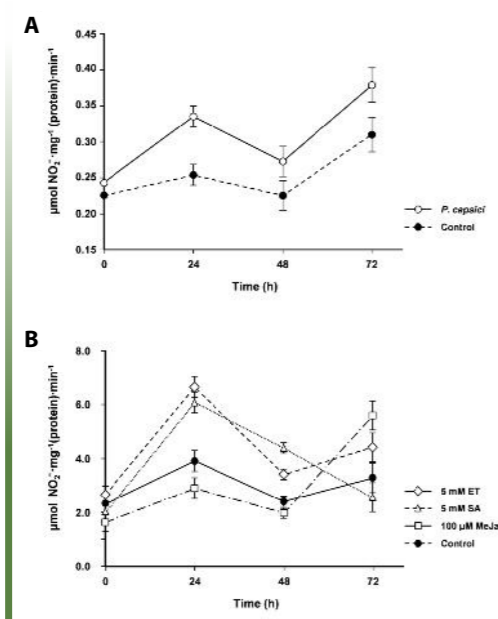 A
µmol NO₂⁻·mg⁻¹ (protein)·min⁻¹
0.45
0.40
0.35
0.30
0.25
0.20
0.15
0
24
48
72
Time (h)
P. capsici
Control
B
µmol NO₂⁻·mg⁻¹(protein)·min⁻¹
8.0
6.0
4.0
2.0
0.0
0
24
48
72
Time (h)
5 mM ET
5 mM SA
100 µM MeJa
Control